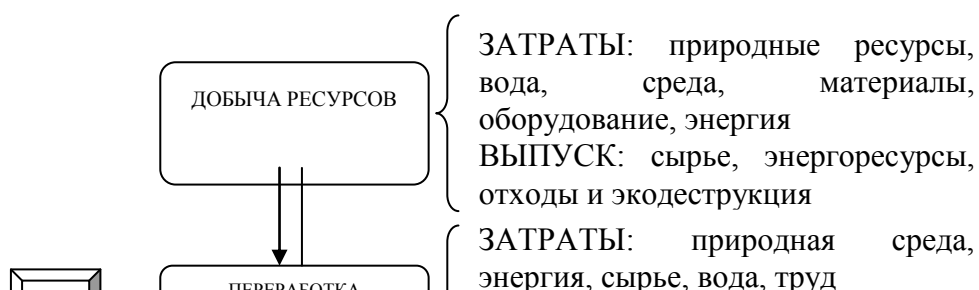 ДОБЫЧА РЕСУРСОВ
ЗАТРАТЫ: природные ресурсы,
вода, среда, материалы,
оборудование, энергия
ВЫПУСК: сырье, энергоресурсы,
отходы и экодеструкция
ПЕРЕРАБОТКА
ЗАТРАТЫ: природная среда,
энергия, сырье, вода, труд